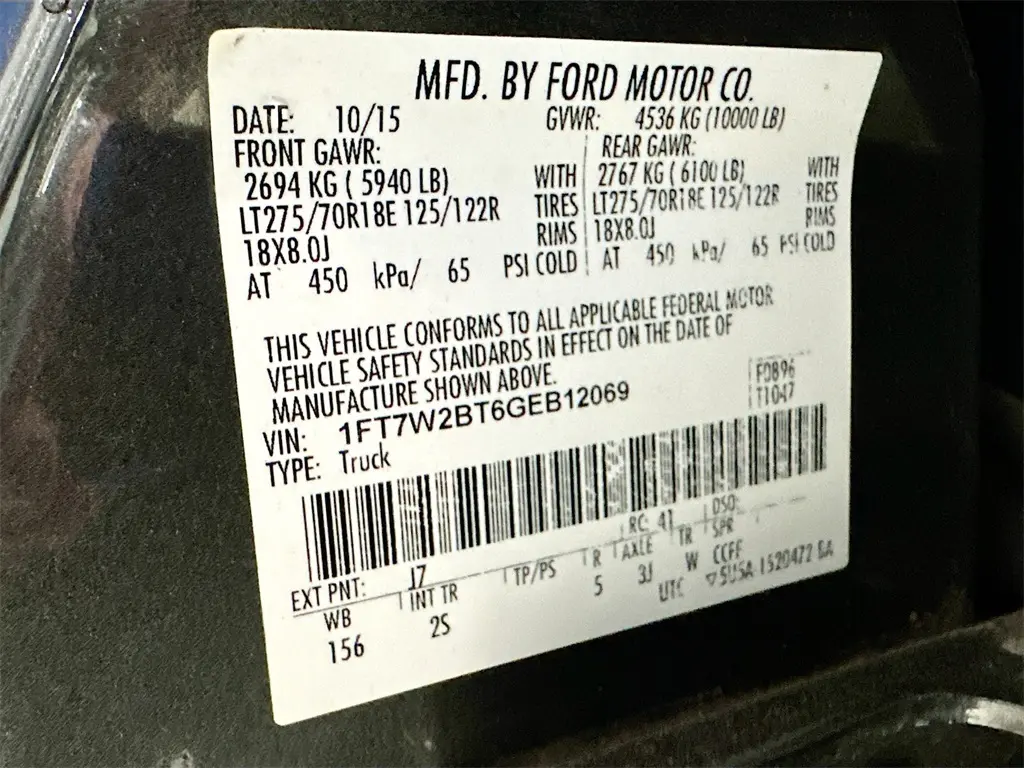 MFD. BY FORD MOTOR CO.
DATE: 10/15 GVWR: 4536 KG (10000 LB)
FRONT GAWR: REAR GAWR:
2694 KG ( 5940 LB) WITH 2767 KG ( 6100 LB) WITH
LT275/70R18E 125/122R TIRES LT275/70R18E 125/122R TIRES
18X8.0J RIMS 18X8.0J RIMS
AT 450 kPa/ 65 PSI COLD AT 450 kPa/ 65 PSI COLD
THIS VEHICLE CONFORMS TO ALL APPLICABLE FEDERAL MOTOR
VEHICLE SAFETY STANDARDS IN EFFECT ON THE DATE OF
MANUFACTURE SHOWN ABOVE.
F0896
VIN: 1FT7W2BT6GEB12069 T1047
TYPE: Truck
EXT PNT: J7 RC: 41 DSO:
WB INT TR TP/PS R AXLE TR SPR
156 2S 5 3J W CCFF
UTC ▽5U5A-1520472 BA